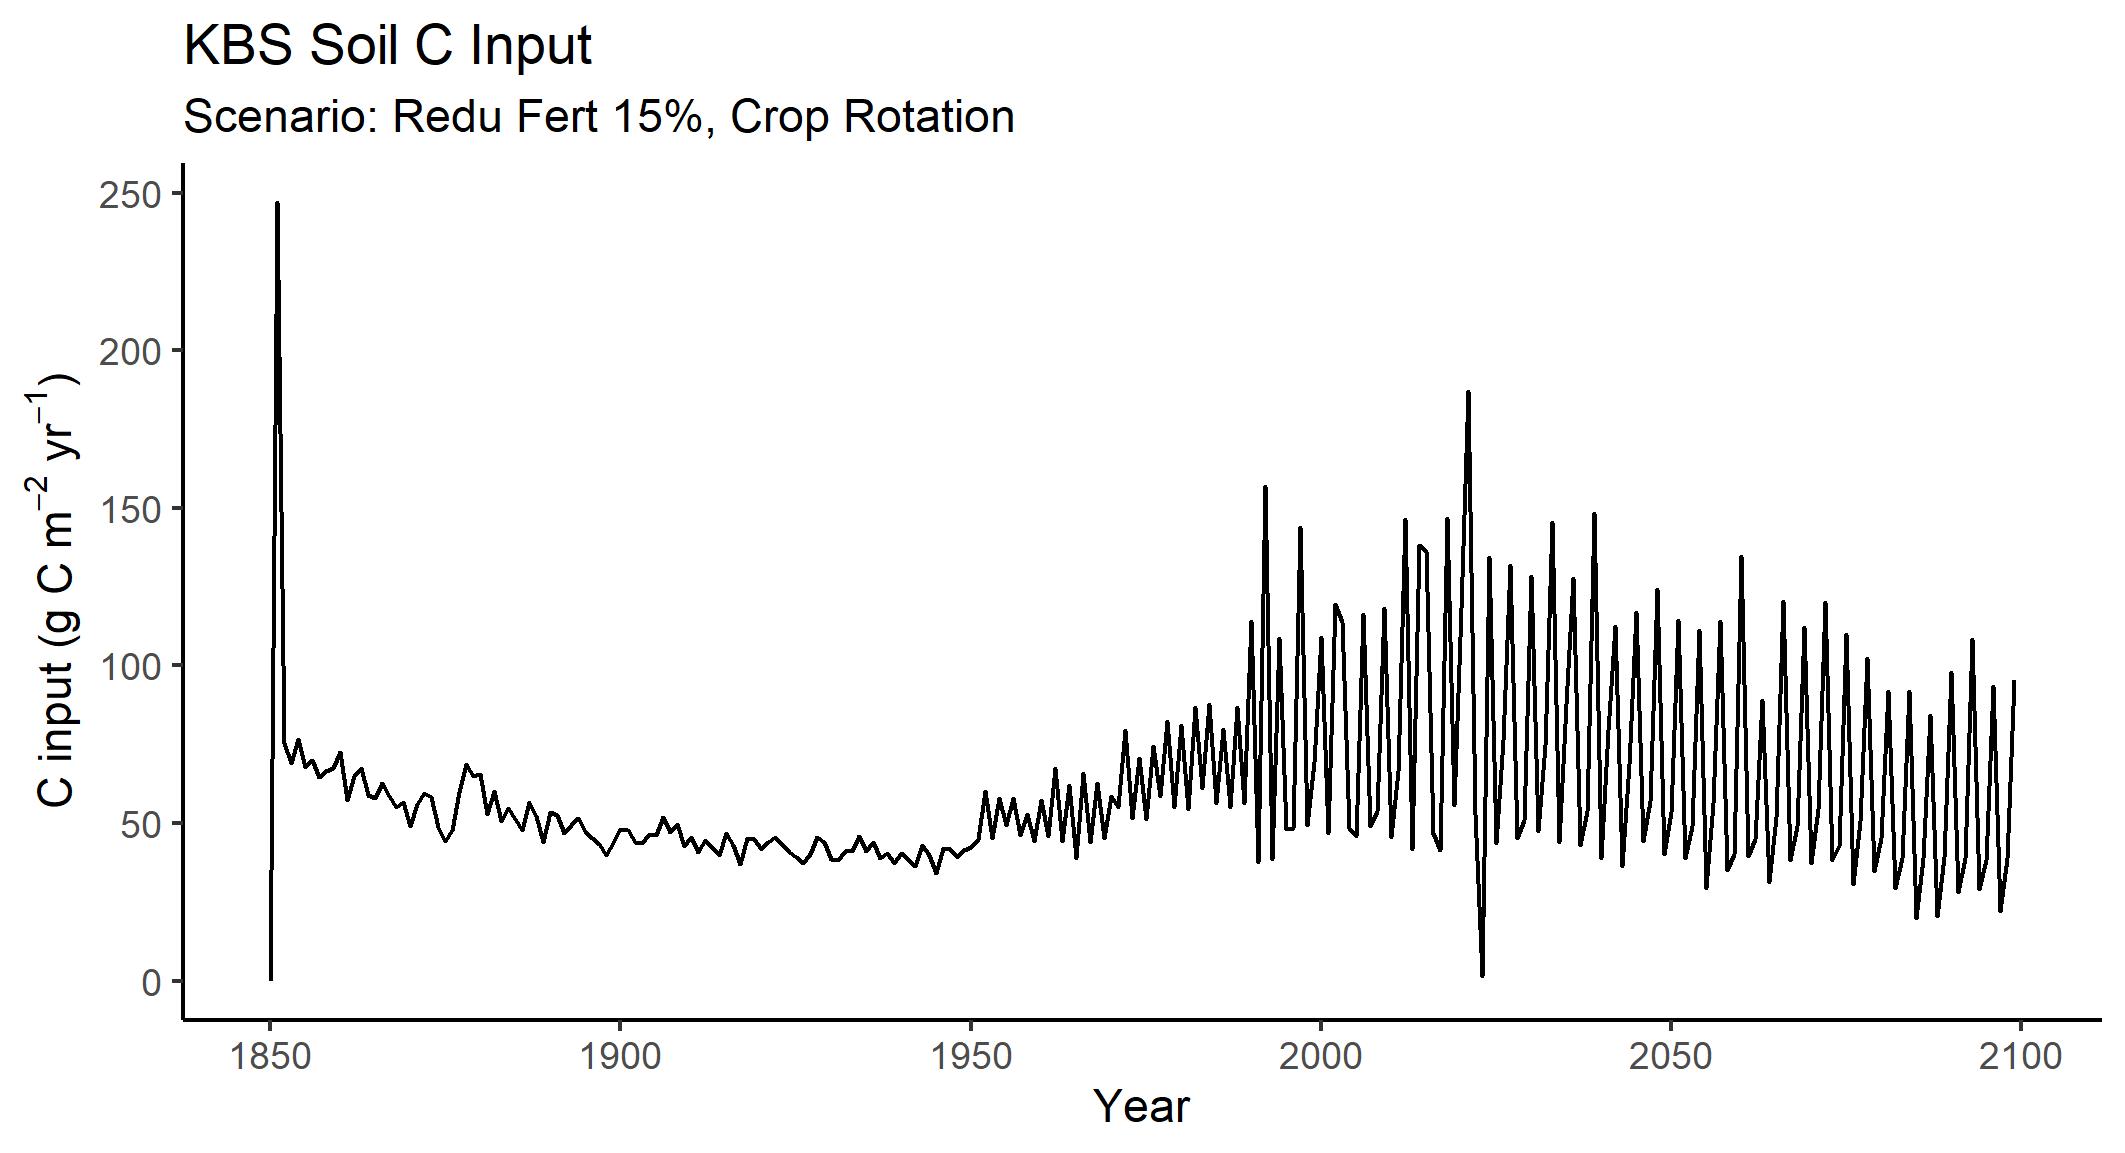 KBS Soil C Input
Scenario: Redu Fert 15%, Crop Rotation
C input (g C m⁻² yr⁻¹)
250
200
150
100
50
0
1850 1900 1950 2000 2050 2100
Year